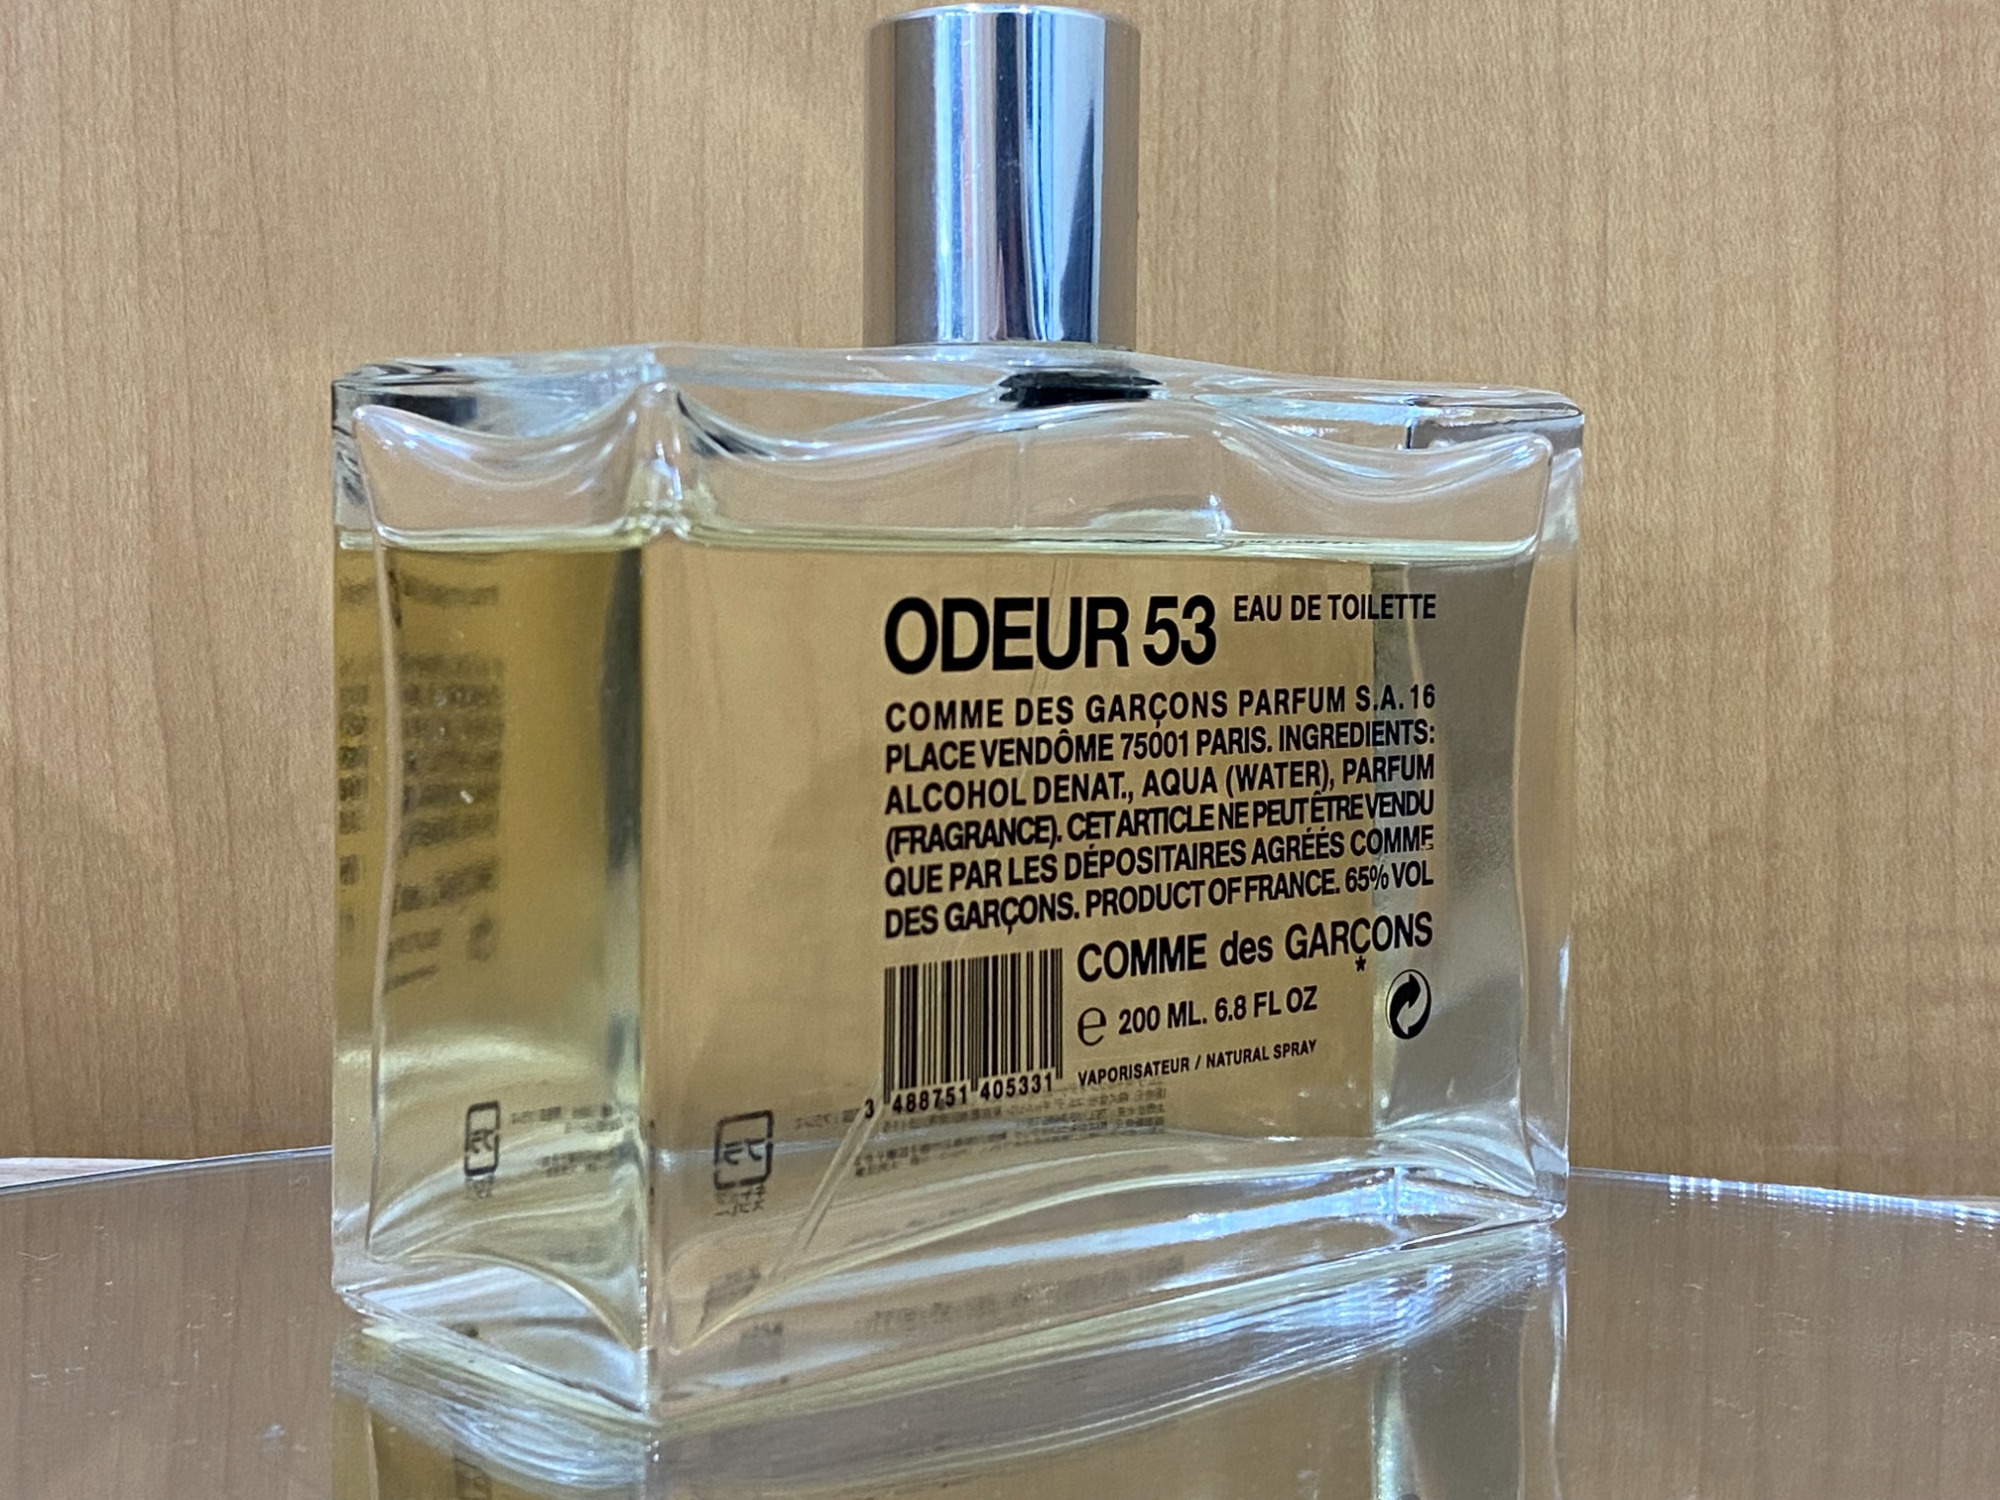 ODEUR 53 EAU DE TOILETTE
COMME DES GARÇONS PARFUM S.A. 16
PLACE VENDÔME 75001 PARIS. INGREDIENTS:
ALCOHOL DENAT., AQUA (WATER), PARFUM
(FRAGRANCE). CET ARTICLE NE PEUT ÊTRE VENDU
QUE PAR LES DÉPOSITAIRES AGRÉÉS COMME
DES GARÇONS. PRODUCT OF FRANCE. 65% VOL
COMME des GARÇONS
e 200 ML. 6.8 FL OZ
VAPORISATEUR / NATURAL SPRAY
3 488751 405331
プラ